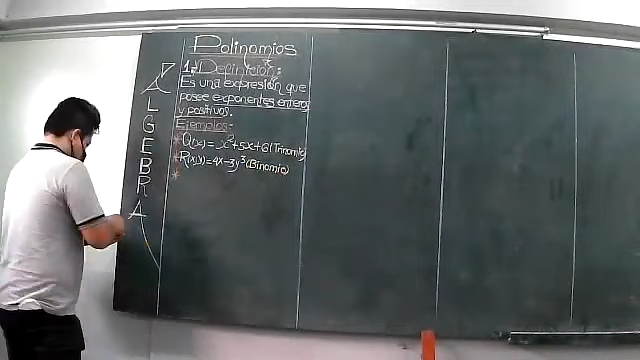 Polinomios
ALGEBRA
1. Definición:
Es una expresión que
posee exponentes enteros
y positivos.
Ejemplos:
* Q(x) = x²+5x+6 (Trinomio)
* R(x,y) = 4x-3y³ (Binomio)
*